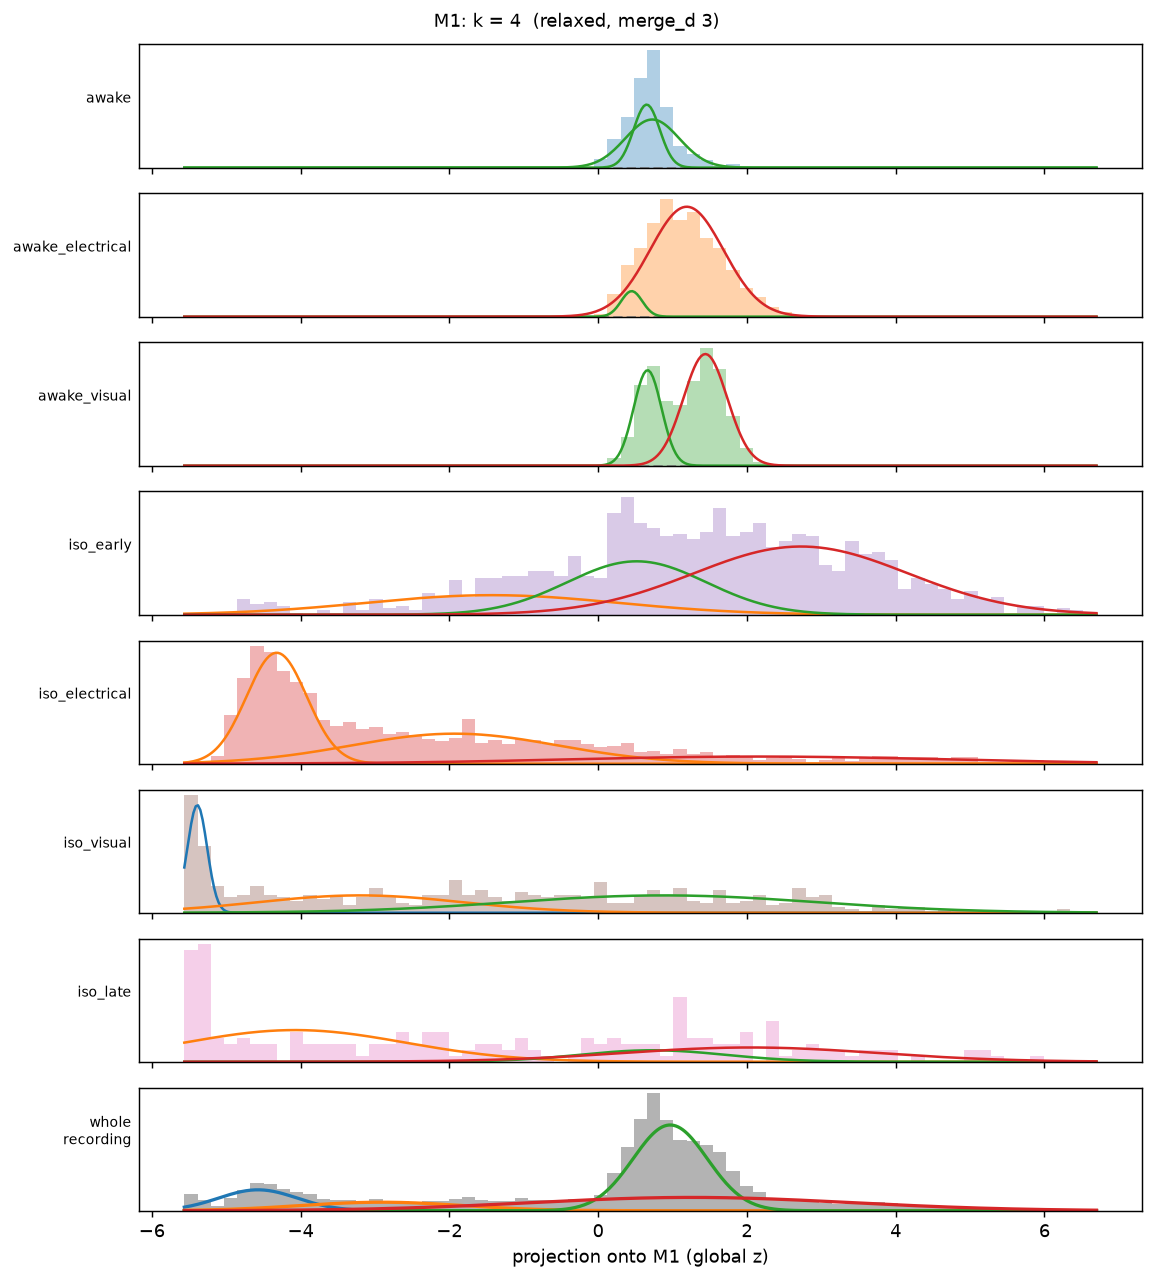 M1: k = 4  (relaxed, merge_d 3)
awake
awake_electrical
awake_visual
iso_early
iso_electrical
iso_visual
iso_late
whole
recording
−6 −4 −2 0 2 4 6
projection onto M1 (global z)